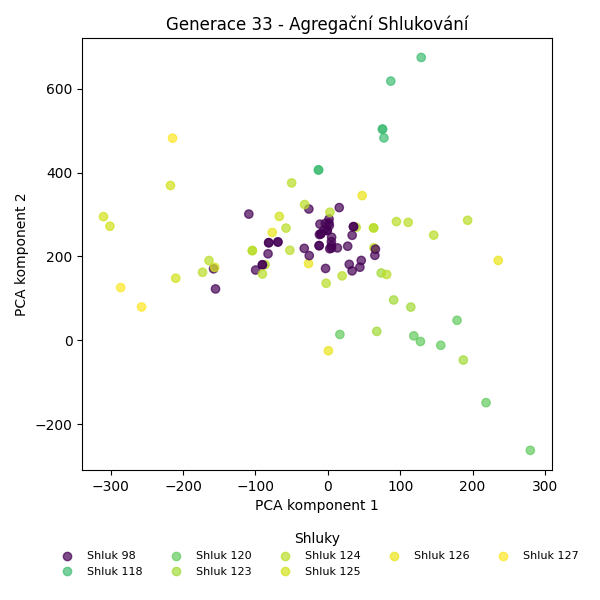 Generace 33 - Agregační Shlukování
PCA komponent 2
600
400
200
0
−200
−300
−200
−100
0
100
200
300
PCA komponent 1
Shluky
Shluk 98
Shluk 120
Shluk 124
Shluk 126
Shluk 127
Shluk 118
Shluk 123
Shluk 125